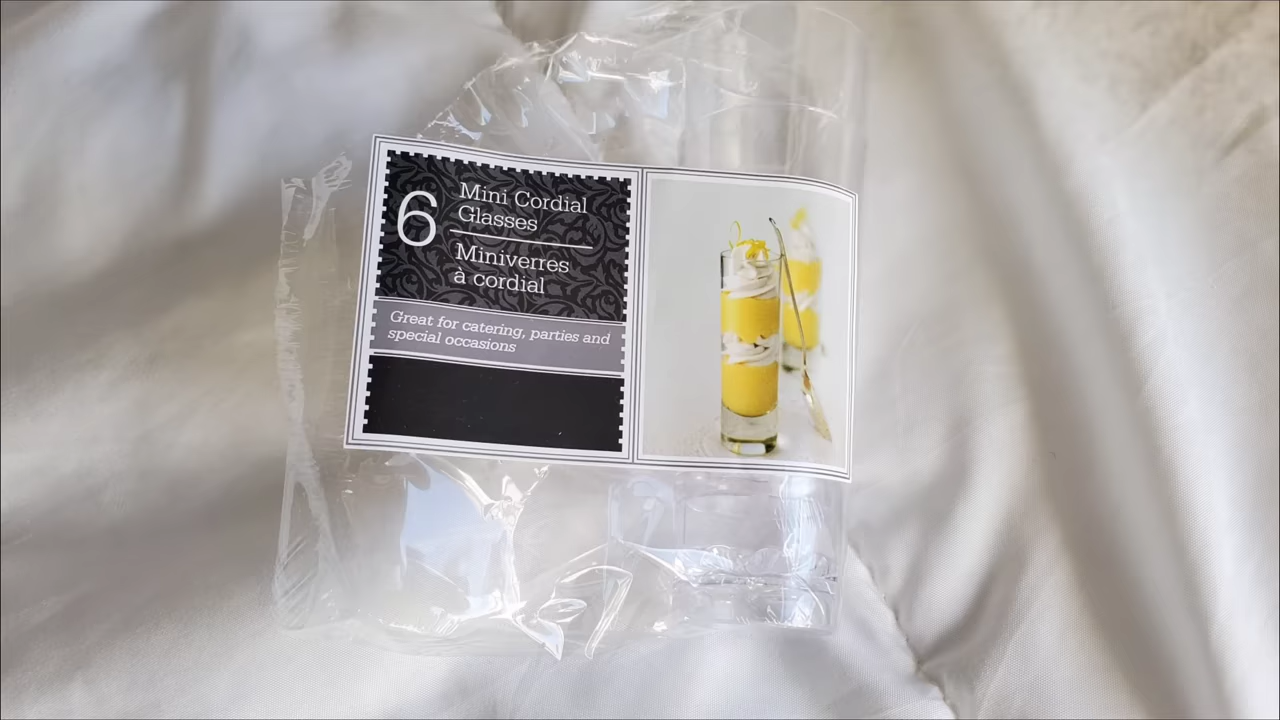 6
Mini Cordial
Glasses
Miniverres
à cordial
Great for catering, parties and
special occasions